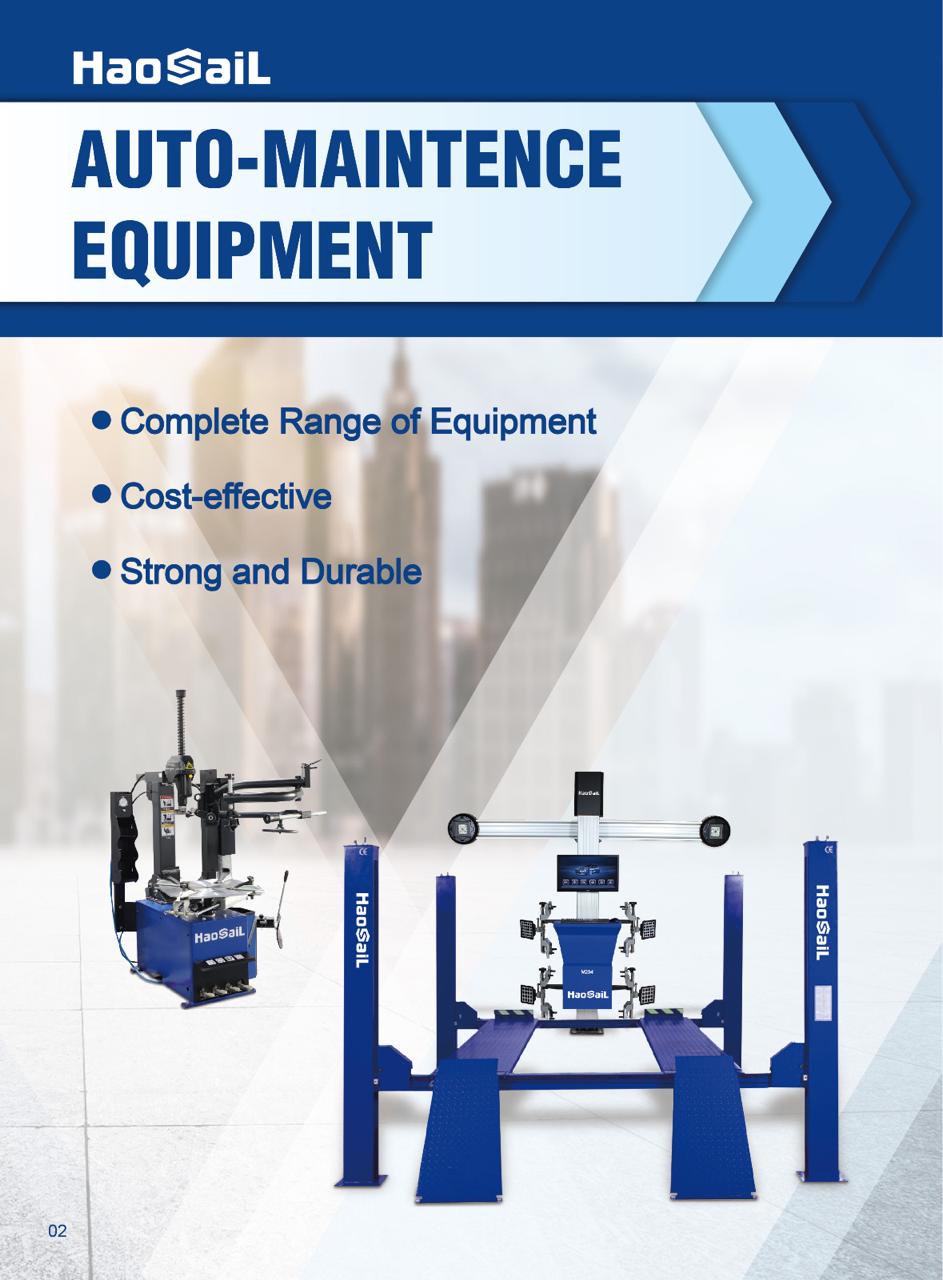 HaoSaiL
AUTO-MAINTENCE
EQUIPMENT
Complete Range of Equipment
Cost-effective
Strong and Durable
HaoSaiL
CE
CE
HaoSaiL
HaoSaiL
HaoSaiL
HaoSaiL
02